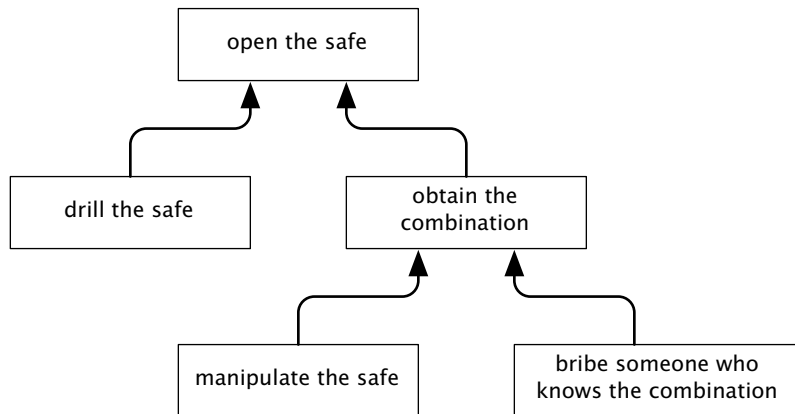 open the safe
drill the safe
obtain the
combination
manipulate the safe
bribe someone who
knows the combination